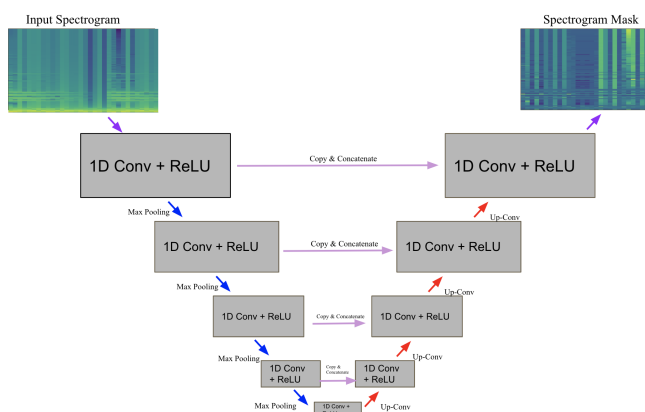 Input Spectrogram
Spectrogram Mask
1D Conv + ReLU
Copy & Concatenate
1D Conv + ReLU
Max Pooling
Up-Conv
1D Conv + ReLU
Copy & Concatenate
1D Conv + ReLU
Max Pooling
Up-Conv
1D Conv + ReLU
Copy & Concatenate
1D Conv + ReLU
Max Pooling
Up-Conv
1D Conv
+ ReLU
Copy &
Concatenate
1D Conv
+ ReLU
Max Pooling
1D Conv +
Up-Conv